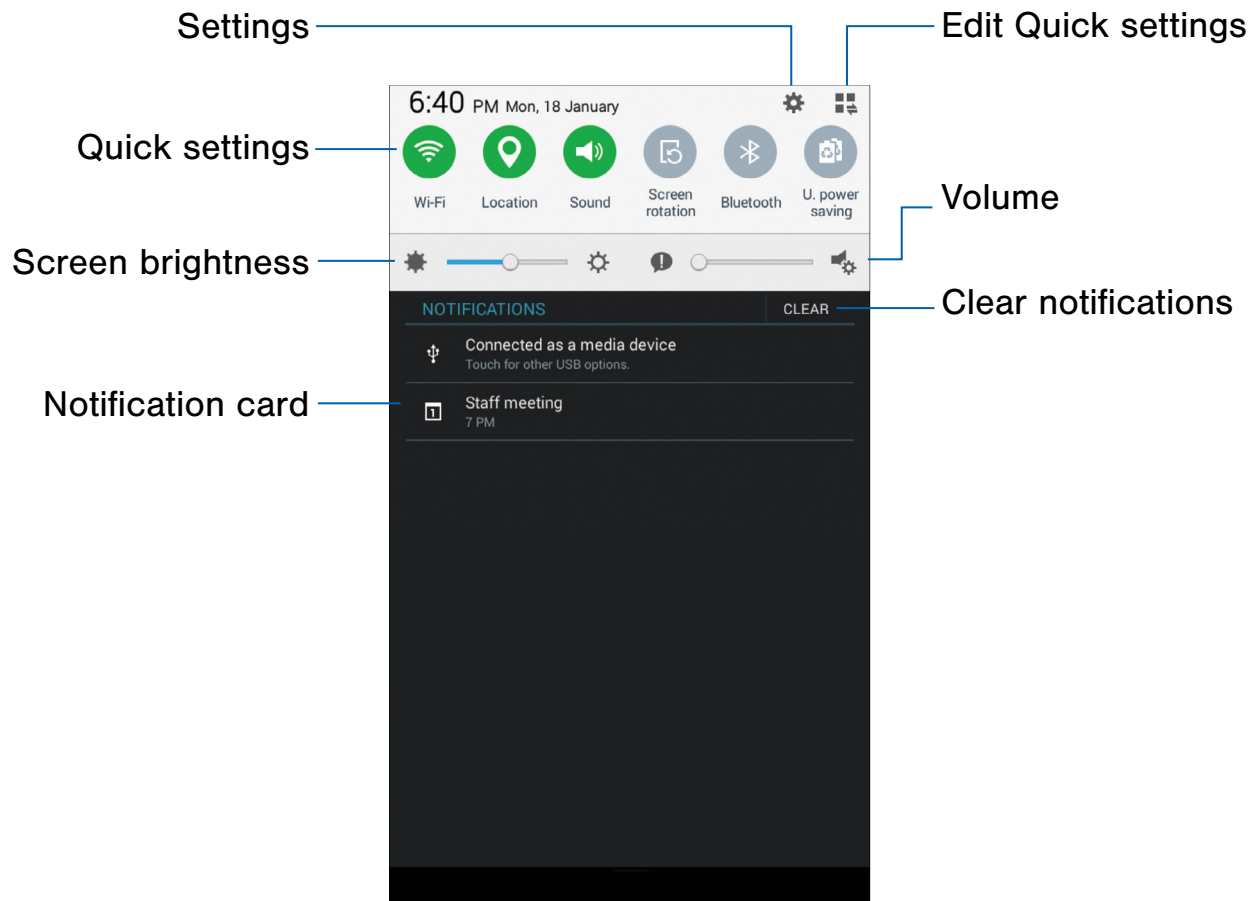 Settings
Edit Quick settings
6:40 PM Mon, 18 January
Quick settings
Wi-Fi
Location
Sound
Screen
rotation
Bluetooth
U. power
saving
Volume
Screen brightness
NOTIFICATIONS
CLEAR
Clear notifications
Connected as a media device
Touch for other USB options.
Notification card
1
Staff meeting
7 PM